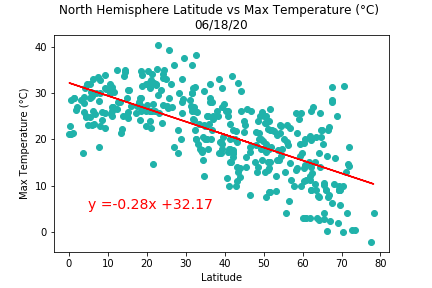 North Hemisphere Latitude vs Max Temperature (°C)
06/18/20
Max Temperature (°C)
40
30
20
10
0
y =-0.28x +32.17
0 10 20 30 40 50 60 70 80
Latitude